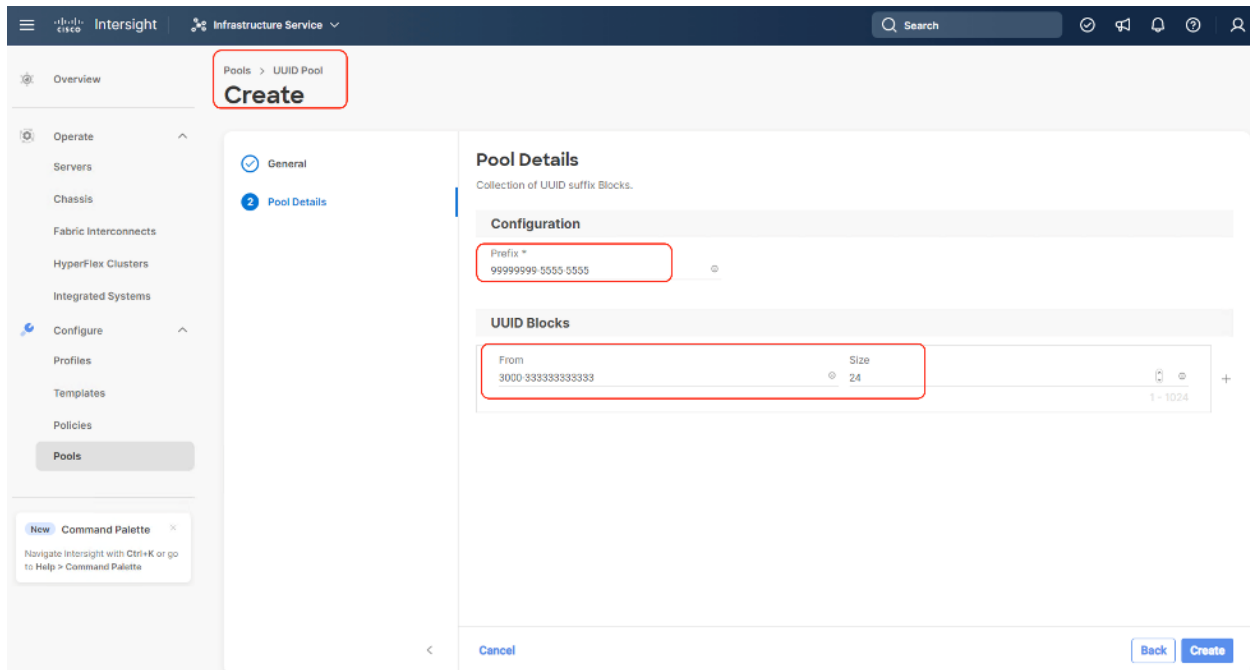 cisco Intersight Infrastructure Service Search
Pools > UUID Pool
Create
Overview
Operate
Servers
Chassis
Fabric Interconnects
HyperFlex Clusters
Integrated Systems
Configure
Profiles
Templates
Policies
Pools
New Command Palette
Navigate Intersight with Ctrl+K or go
to Help > Command Palette
General
2 Pool Details
Pool Details
Collection of UUID suffix Blocks.
Configuration
Prefix *
99999999-5555-5555
UUID Blocks
From Size
3000-333333333333 24
1 - 1024
Cancel Back Create